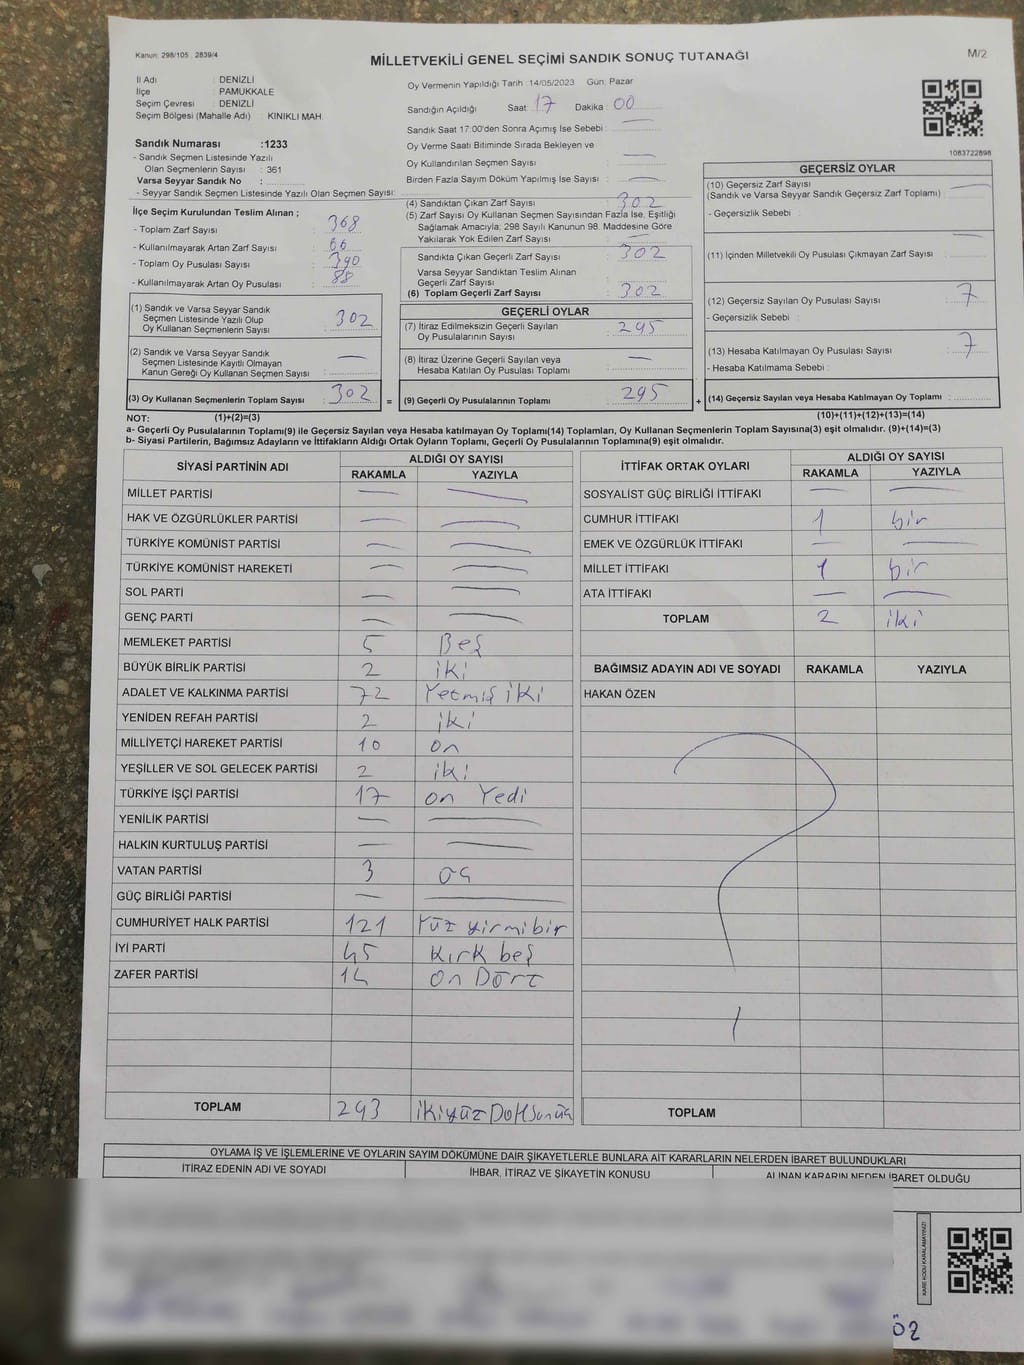 Kanun: 298/105 2839/4
MİLLETVEKİLİ GENEL SEÇİMİ SANDIK SONUÇ TUTANAĞI
M/2
İl Adı : DENİZLİ
İlçe : PAMUKKALE
Seçim Çevresi : DENİZLİ
Seçim Bölgesi (Mahalle Adı) : KINIKLI MAH.
Sandık Numarası :1233
- Sandık Seçmen Listesinde Yazılı
Olan Seçmenlerin Sayısı : 361
Varsa Seyyar Sandık No :
- Seyyar Sandık Seçmen Listesinde Yazılı Olan Seçmen Sayısı:
İlçe Seçim Kurulundan Teslim Alınan ;
- Toplam Zarf Sayısı : 368
- Kullanılmayarak Artan Zarf Sayısı : 66
- Toplam Oy Pusulası Sayısı : 390
- Kullanılmayarak Artan Oy Pusulası : 88
Oy Vermenin Yapıldığı Tarih :14/05/2023 Gün: Pazar
Sandığın Açıldığı Saat: 17 Dakika 00
Sandık Saat 17:00'den Sonra Açımış İse Sebebi : —
Oy Verme Saati Bitiminde Sırada Bekleyen ve
Oy Kullandırılan Seçmen Sayısı : —
Birden Fazla Sayım Döküm Yapılmış İse Sayısı : —
(4) Sandıktan Çıkan Zarf Sayısı : 302
(5) Zarf Sayısı Oy Kullanan Seçmen Sayısından Fazla İse, Eşitliği
Sağlamak Amacıyla; 298 Sayılı Kanunun 98. Maddesine Göre
Yakılarak Yok Edilen Zarf Sayısı : —
Sandıkta Çıkan Geçerli Zarf Sayısı : 302
Varsa Seyyar Sandıktan Teslim Alınan
Geçerli Zarf Sayısı :
(6) Toplam Geçerli Zarf Sayısı : 302
1083722898
GEÇERSİZ OYLAR
(10) Geçersiz Zarf Sayısı : —
(Sandık ve Varsa Seyyar Sandık Geçersiz Zarf Toplamı)
- Geçersizlik Sebebi : —
(11) İçinden Milletvekili Oy Pusulası Çıkmayan Zarf Sayısı :
(12) Geçersiz Sayılan Oy Pusulası Sayısı : 7
- Geçersizlik Sebebi :
(13) Hesaba Katılmayan Oy Pusulası Sayısı : 7
- Hesaba Katılmama Sebebi :
(14) Geçersiz Sayılan veya Hesaba Katılmayan Oy Toplamı :
(1) Sandık ve Varsa Seyyar Sandık
Seçmen Listesinde Yazılı Olup
Oy Kullanan Seçmenlerin Sayısı : 302
(2) Sandık ve Varsa Seyyar Sandık
Seçmen Listesinde Kayıtlı Olmayan
Kanun Gereği Oy Kullanan Seçmen Sayısı : —
(3) Oy Kullanan Seçmenlerin Toplam Sayısı : 302 =
GEÇERLİ OYLAR
(7) İtiraz Edilmeksizin Geçerli Sayılan
Oy Pusulalarının Sayısı : 295
(8) İtiraz Üzerine Geçerli Sayılan veya
Hesaba Katılan Oy Pusulası Toplamı : —
(9) Geçerli Oy Pusulalarının Toplamı : 295 +
NOT: (1)+(2)=(3)
(10)+(11)+(12)+(13)=(14)
a- Geçerli Oy Pusulalarının Toplamı(9) ile Geçersiz Sayılan veya Hesaba katılmayan Oy Toplamı(14) Toplamları, Oy Kullanan Seçmenlerin Toplam Sayısına(3) eşit olmalıdır. (9)+(14)=(3)
b- Siyasi Partilerin, Bağımsız Adayların ve İttifakların Aldığı Ortak Oyların Toplamı, Geçerli Oy Pusulalarının Toplamına(9) eşit olmalıdır.
SİYASİ PARTİNİN ADI ALDIĞI OY SAYISI
RAKAMLA YAZIYLA
MİLLET PARTİSİ — —
HAK VE ÖZGÜRLÜKLER PARTİSİ — —
TÜRKİYE KOMÜNİST PARTİSİ — —
TÜRKİYE KOMÜNİST HAREKETİ — —
SOL PARTİ — —
GENÇ PARTİ — —
MEMLEKET PARTİSİ 5 Beş
BÜYÜK BİRLİK PARTİSİ 2 iki
ADALET VE KALKINMA PARTİSİ 72 Yetmiş iki
YENİDEN REFAH PARTİSİ 2 iki
MİLLİYETÇİ HAREKET PARTİSİ 10 on
YEŞİLLER VE SOL GELECEK PARTİSİ 2 iki
TÜRKİYE İŞÇİ PARTİSİ 17 on Yedi
YENİLİK PARTİSİ — —
HALKIN KURTULUŞ PARTİSİ — —
VATAN PARTİSİ 3 üç
GÜÇ BİRLİĞİ PARTİSİ — —
CUMHURİYET HALK PARTİSİ 121 Yüz yirmibir
İYİ PARTİ 45 Kırk beş
ZAFER PARTİSİ 14 on Dört
TOPLAM 293
İTTİFAK ORTAK OYLARI ALDIĞI OY SAYISI
RAKAMLA YAZIYLA
SOSYALİST GÜÇ BİRLİĞİ İTTİFAKI — —
CUMHUR İTTİFAKI 1 bir
EMEK VE ÖZGÜRLÜK İTTİFAKI — —
MİLLET İTTİFAKI 1 bir
ATA İTTİFAKI — —
TOPLAM 2 iki
BAĞIMSIZ ADAYIN ADI VE SOYADI RAKAMLA YAZIYLA
HAKAN ÖZEN
TOPLAM
OYLAMA İŞ VE İŞLEMLERİNE VE OYLARIN SAYIM DÖKÜMÜNE DAİR ŞİKAYETLERLE BUNLARA AİT KARARLARIN NELERDEN İBARET BULUNDUKLARI
İTİRAZ EDENİN ADI VE SOYADI İHBAR, İTİRAZ VE ŞİKAYETİN KONUSU ALINAN KARARIN NEDEN İBARET OLDUĞU
KARE KODU KARALAMAYINIZ!